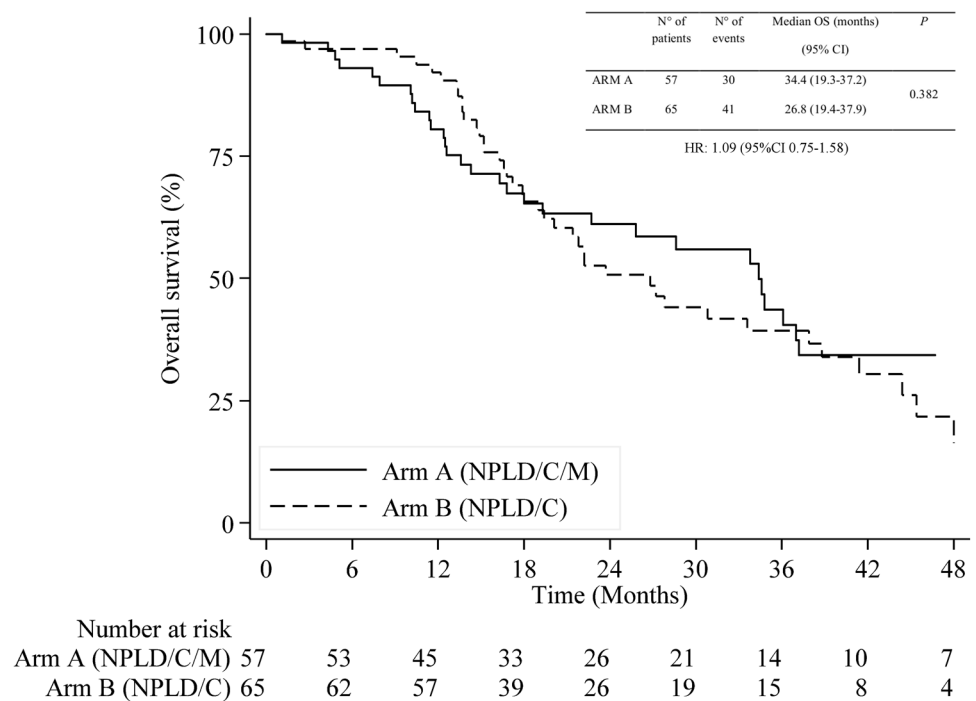 N° of patients N° of events Median OS (months) (95% CI) P
ARM A 57 30 34.4 (19.3-37.2)
0.382
ARM B 65 41 26.8 (19.4-37.9)
HR: 1.09 (95%CI 0.75-1.58)
Overall survival (%)
100
75
50
25
0
Arm A (NPLD/C/M)
Arm B (NPLD/C)
0 6 12 18 24 30 36 42 48
Time (Months)
Number at risk
Arm A (NPLD/C/M) 57 53 45 33 26 21 14 10 7
Arm B (NPLD/C) 65 62 57 39 26 19 15 8 4